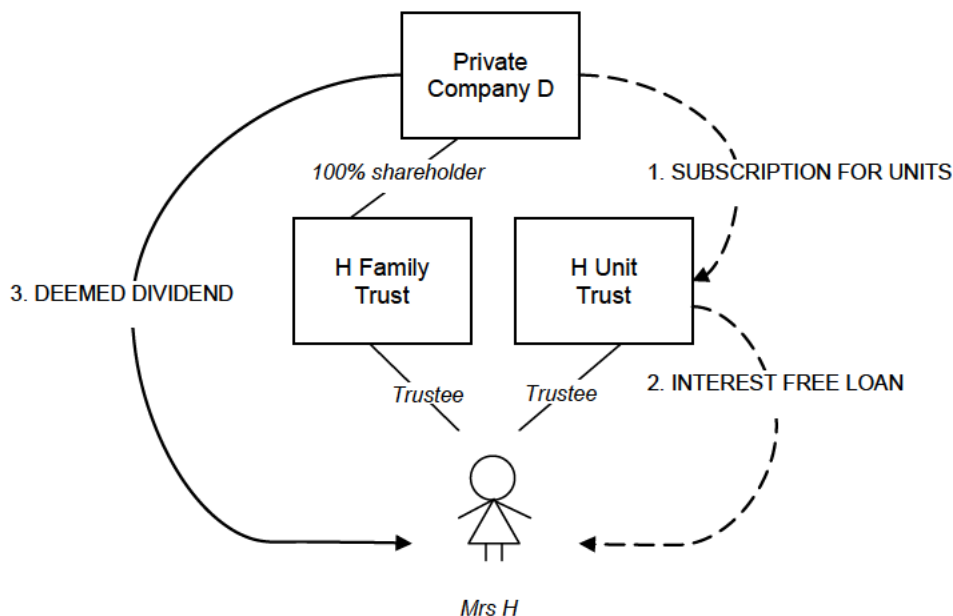 Private
Company D
100% shareholder
1. SUBSCRIPTION FOR UNITS
H Family
Trust
H Unit
Trust
3. DEEMED DIVIDEND
Trustee
Trustee
2. INTEREST FREE LOAN
Mrs H